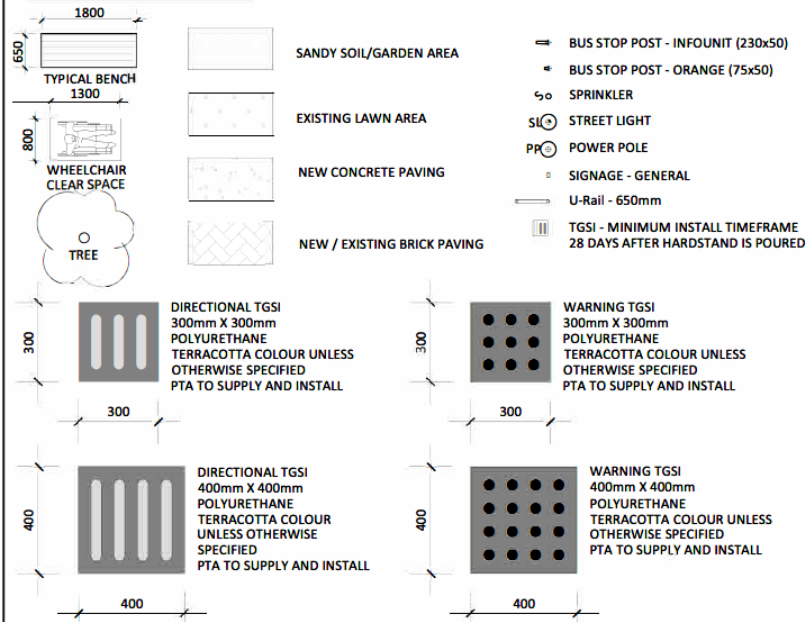 1800
650
TYPICAL BENCH
1300
800
WHEELCHAIR
CLEAR SPACE
TREE
SANDY SOIL/GARDEN AREA
EXISTING LAWN AREA
NEW CONCRETE PAVING
NEW / EXISTING BRICK PAVING
BUS STOP POST - INFOUNIT (230x50)
BUS STOP POST - ORANGE (75x50)
SPRINKLER
SL STREET LIGHT
PP POWER POLE
SIGNAGE - GENERAL
U-Rail - 650mm
TGSI - MINIMUM INSTALL TIMEFRAME
28 DAYS AFTER HARDSTAND IS POURED
300
DIRECTIONAL TGSI
300mm X 300mm
POLYURETHANE
TERRACOTTA COLOUR UNLESS
OTHERWISE SPECIFIED
PTA TO SUPPLY AND INSTALL
300
300
WARNING TGSI
300mm X 300mm
POLYURETHANE
TERRACOTTA COLOUR UNLESS
OTHERWISE SPECIFIED
PTA TO SUPPLY AND INSTALL
300
400
DIRECTIONAL TGSI
400mm X 400mm
POLYURETHANE
TERRACOTTA COLOUR
UNLESS OTHERWISE
SPECIFIED
PTA TO SUPPLY AND INSTALL
400
400
WARNING TGSI
400mm X 400mm
POLYURETHANE
TERRACOTTA COLOUR UNLESS
OTHERWISE SPECIFIED
PTA TO SUPPLY AND INSTALL
400